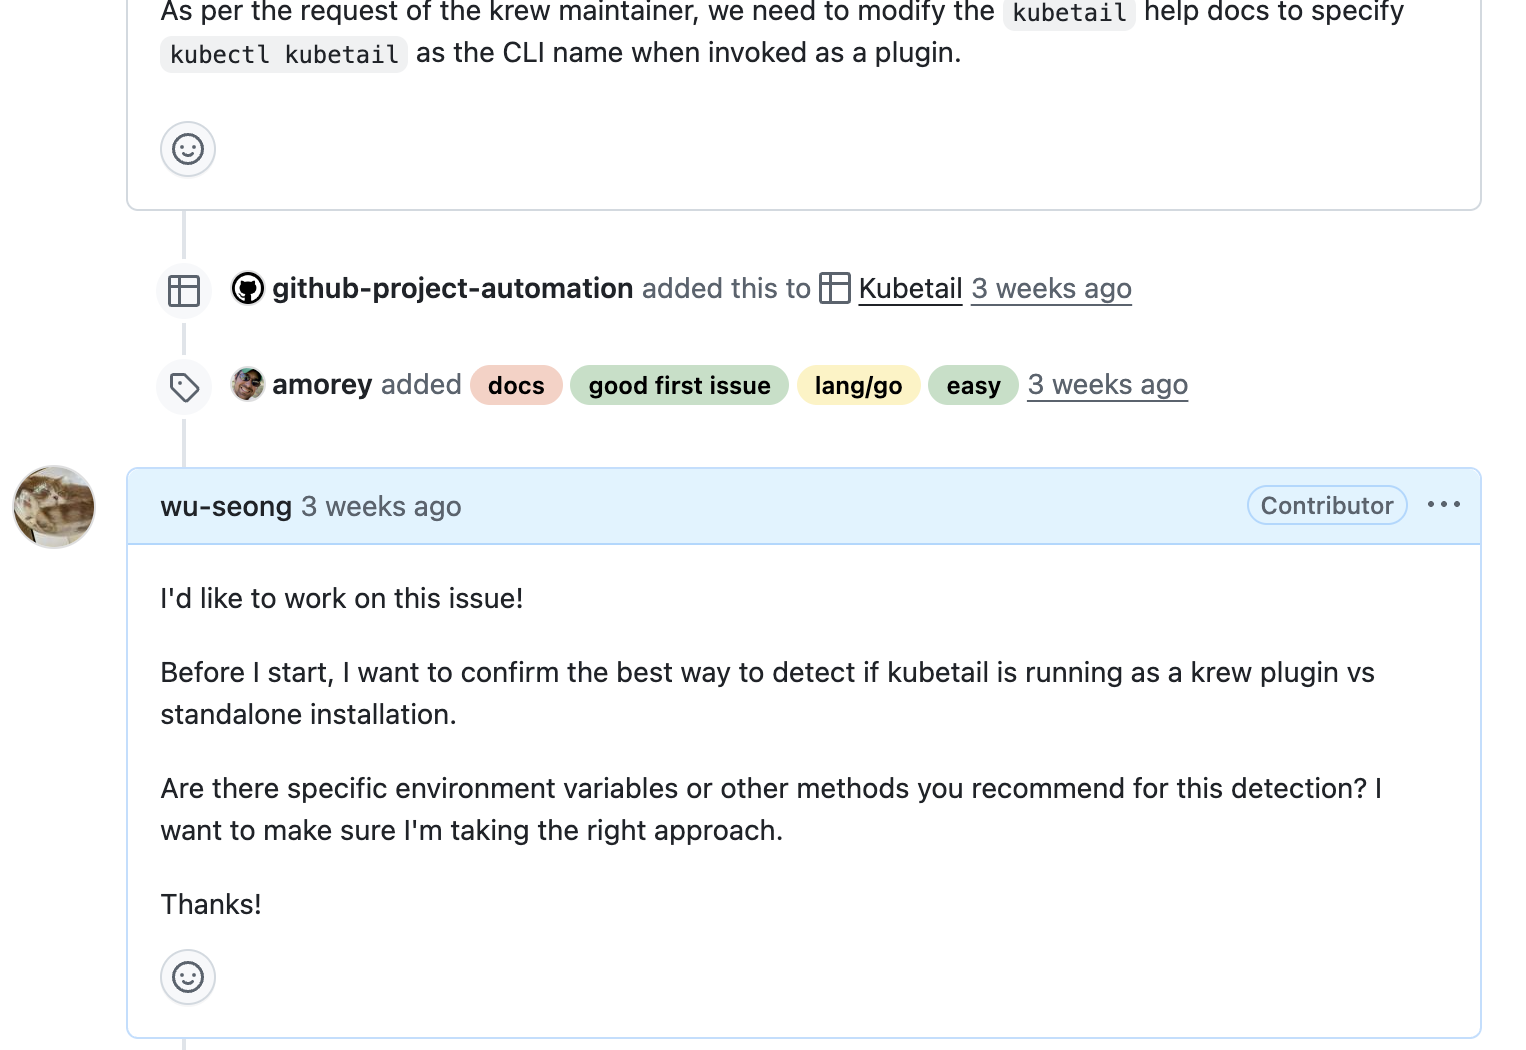 As per the request of the krew maintainer, we need to modify the kubetail help docs to specify
kubectl kubetail as the CLI name when invoked as a plugin.
github-project-automation added this to Kubetail 3 weeks ago
amorey added docs good first issue lang/go easy 3 weeks ago
wu-seong 3 weeks ago Contributor
I'd like to work on this issue!
Before I start, I want to confirm the best way to detect if kubetail is running as a krew plugin vs
standalone installation.
Are there specific environment variables or other methods you recommend for this detection? I
want to make sure I'm taking the right approach.
Thanks!